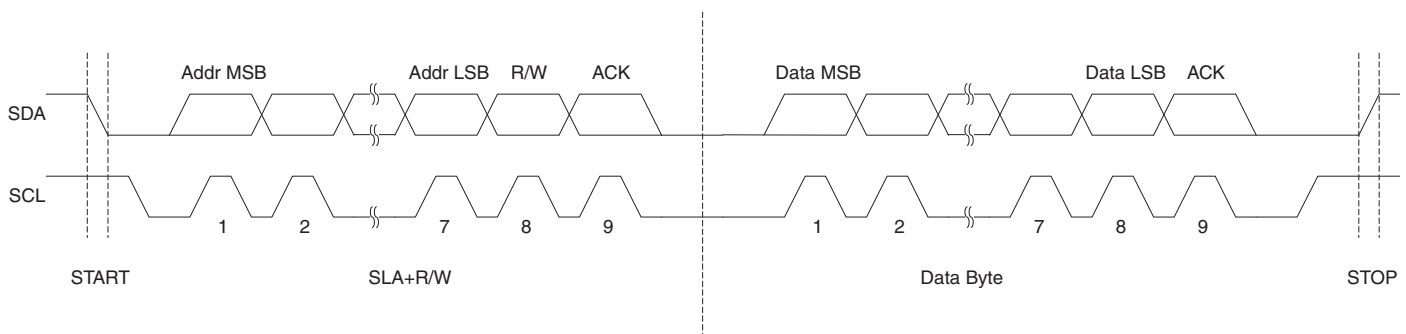 Addr MSB Addr LSB R/W ACK Data MSB Data LSB ACK
SDA
SCL
1 2 7 8 9 1 2 7 8 9
START SLA+R/W Data Byte STOP